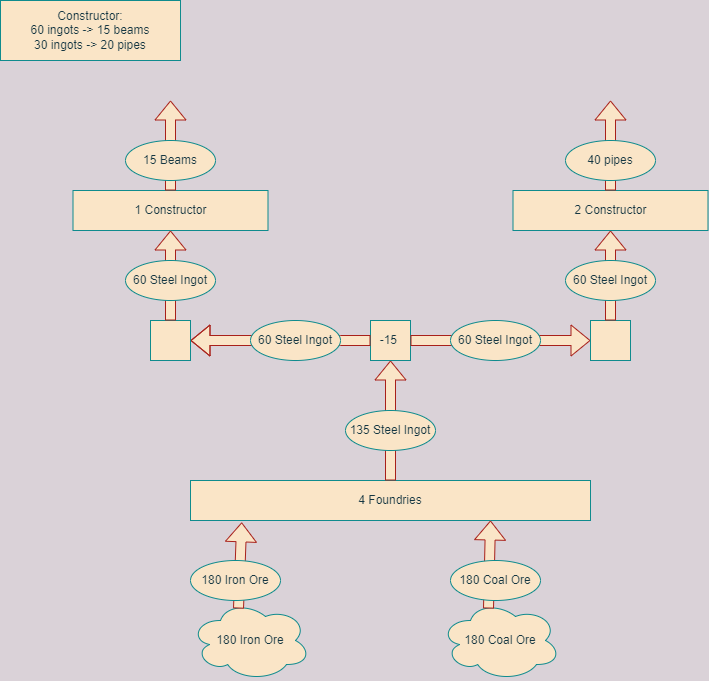 Constructor:
60 ingots -> 15 beams
30 ingots -> 20 pipes
15 Beams
40 pipes
1 Constructor
2 Constructor
60 Steel Ingot
60 Steel Ingot
60 Steel Ingot
-15
60 Steel Ingot
135 Steel Ingot
4 Foundries
180 Iron Ore
180 Coal Ore
180 Iron Ore
180 Coal Ore